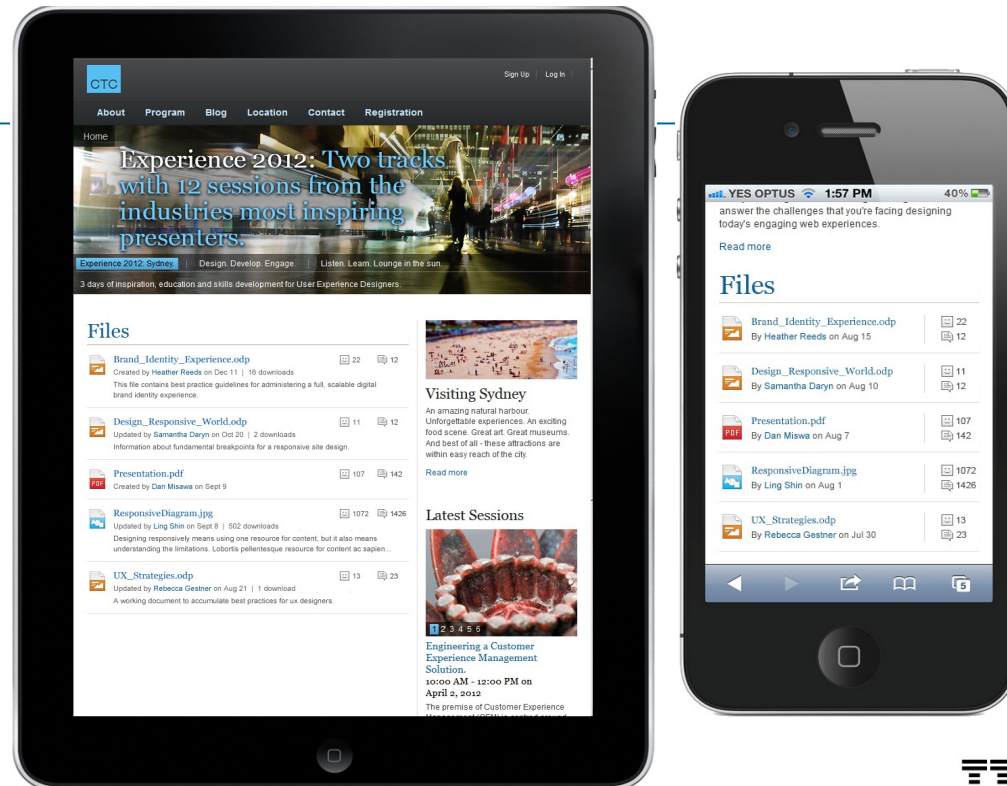 CTC
Sign Up | Log In
About Program Blog Location Contact Registration
Home
Experience 2012: Two tracks
with 12 sessions from the
industries most inspiring
presenters.
Experience 2012: Sydney. | Design. Develop. Engage. | Listen. Learn. Lounge in the sun.
3 days of inspiration, education and skills development for User Experience Designers.
Files
Brand_Identity_Experience.odp 22 12
Created by Heather Reeds on Dec 11 | 16 downloads
This file contains best practice guidelines for administering a full, scalable digital
brand identity experience.
Design_Responsive_World.odp 11 12
Updated by Samantha Daryn on Oct 20 | 2 downloads
Information about fundamental breakpoints for a responsive site design.
PDF
Presentation.pdf 107 142
Created by Dan Misawa on Sept 9
ResponsiveDiagram.jpg 1072 1426
Updated by Ling Shin on Sept 8 | 502 downloads
Designing responsively means using one resource for content, but it also means
understanding the limitations. Lobortis pellentesque resource for content ac sapien...
UX_Strategies.odp 13 23
Updated by Rebecca Gestner on Aug 21 | 1 download
A working document to accumulate best practices for ux designers.
Visiting Sydney
An amazing natural harbour.
Unforgettable experiences. An exciting
food scene. Great art. Great museums.
And best of all - these attractions are
within easy reach of the city.
Read more
Latest Sessions
1 2 3 4 5 6
Engineering a Customer
Experience Management
Solution.
10:00 AM - 12:00 PM on
April 2, 2012
The premise of Customer Experience
YES OPTUS 1:57 PM 40%
answer the challenges that you're facing designing
today's engaging web experiences.
Read more
Files
Brand_Identity_Experience.odp 22
By Heather Reeds on Aug 15 12
Design_Responsive_World.odp 11
By Samantha Daryn on Aug 10 12
PDF
Presentation.pdf 107
By Dan Miswa on Aug 7 142
ResponsiveDiagram.jpg 1072
By Ling Shin on Aug 1 1426
UX_Strategies.odp 13
By Rebecca Gestner on Jul 30 23
5